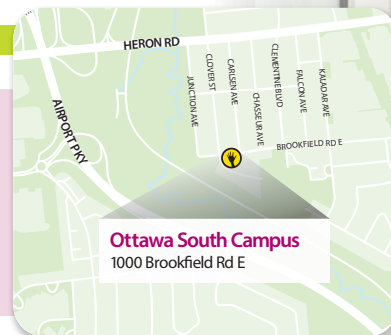 HERON RD
CLOVER ST
CARLSEN AVE
CLEMENTINE BLVD
FALCON AVE
KALADAR AVE
JUNCTION AVE
CHASSEUR AVE
AIRPORT PKY
BROOKFIELD RD E
Ottawa South Campus
1000 Brookfield Rd E